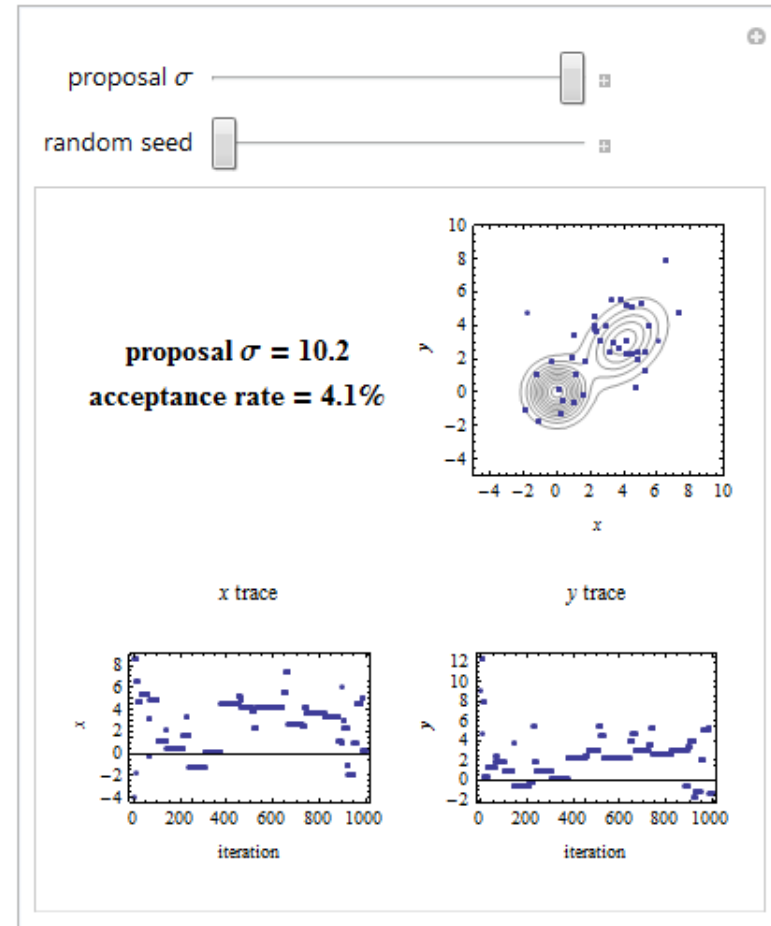 proposal σ
random seed
proposal σ = 10.2
acceptance rate = 4.1%
10
8
6
4
2
0
−2
−4
y
−4 −2 0 2 4 6 8 10
x
x trace
8
6
4
2
0
−2
−4
x
0 200 400 600 800 1000
iteration
y trace
12
10
8
6
4
2
0
−2
y
0 200 400 600 800 1000
iteration